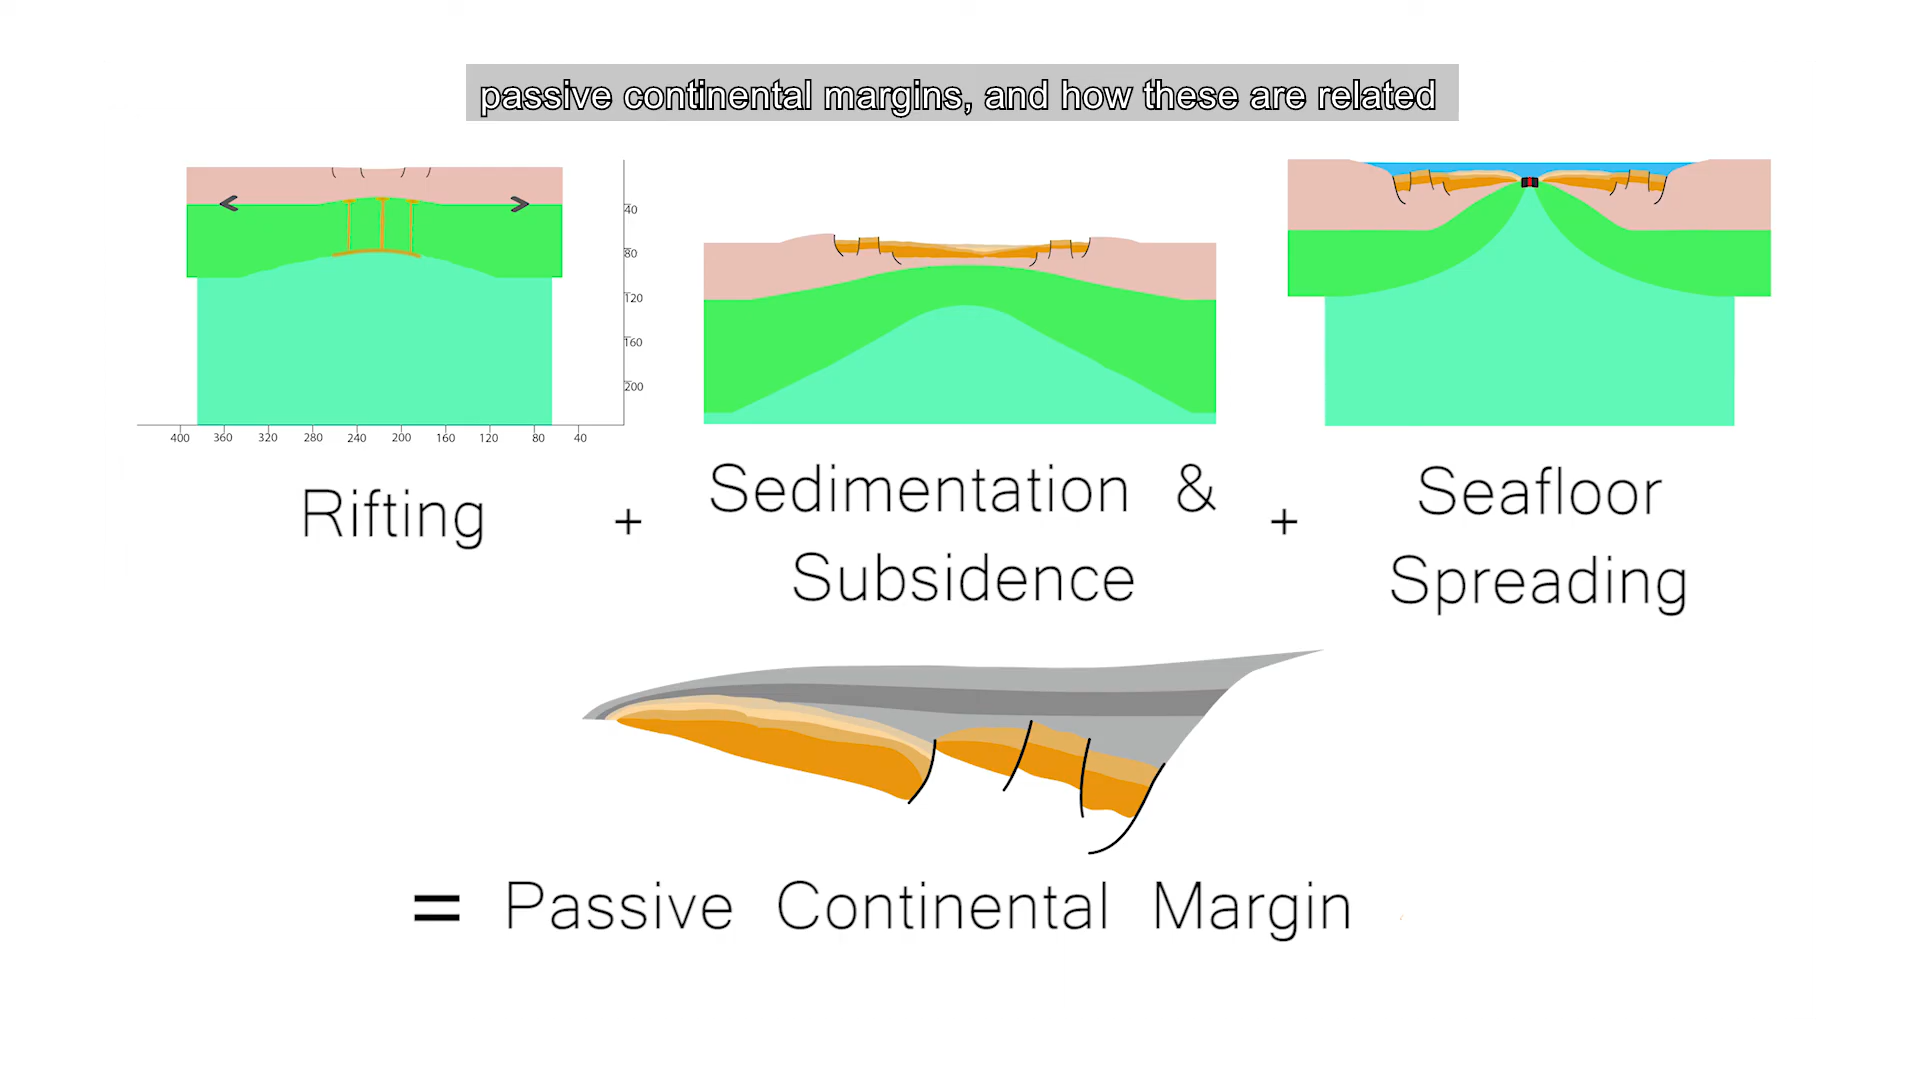 passive continental margins, and how these are related
40
80
120
160
200
400 360 320 280 240 200 160 120 80 40
Rifting + Sedimentation & Subsidence + Seafloor Spreading
= Passive Continental Margin